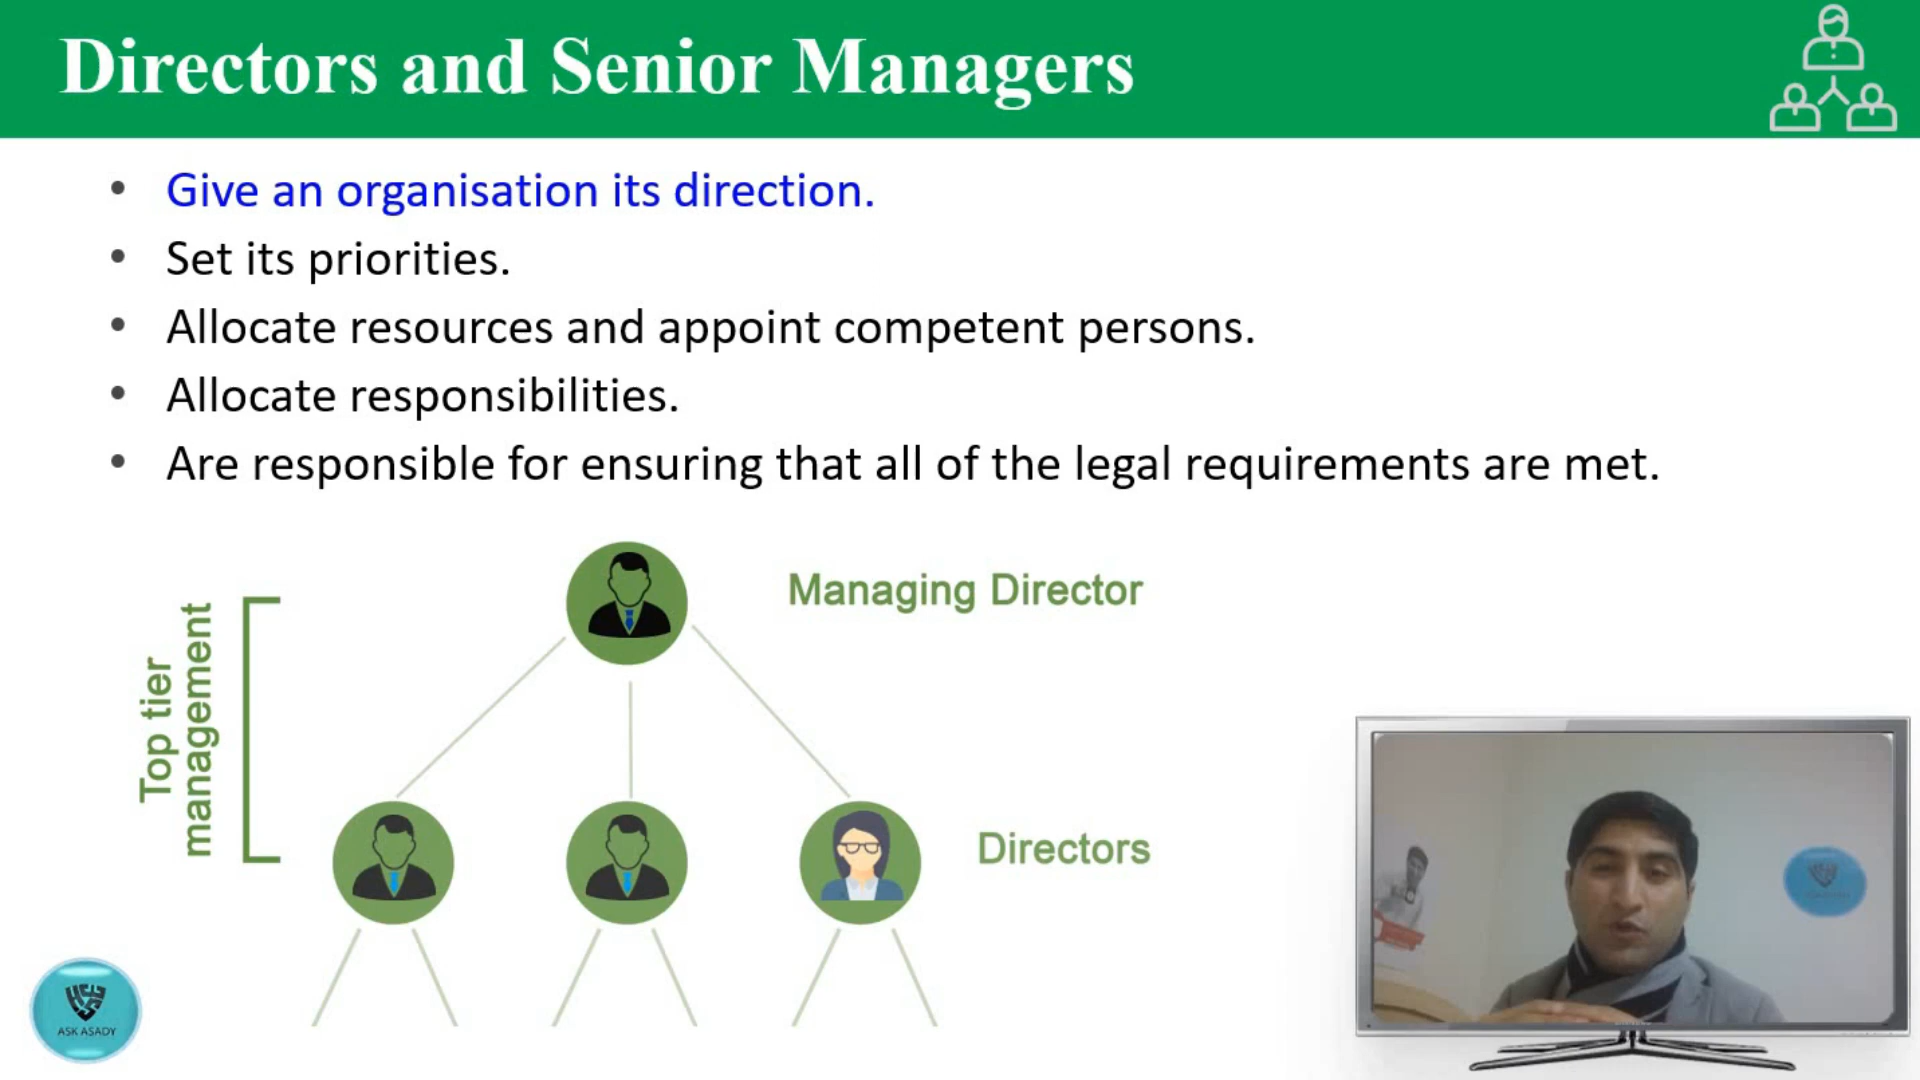 Directors and Senior Managers
• Give an organisation its direction.
• Set its priorities.
• Allocate resources and appoint competent persons.
• Allocate responsibilities.
• Are responsible for ensuring that all of the legal requirements are met.
Managing Director
Top tier
management
Directors
ASK ASADY